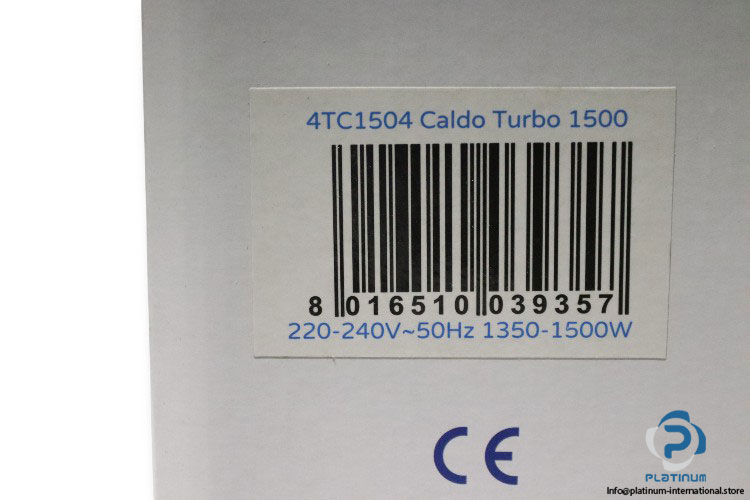 4TC1504 Caldo Turbo 1500
8 016510 039357
220-240V~50Hz 1350-1500W
CE
PLATINUM
Info@platinum-international.store